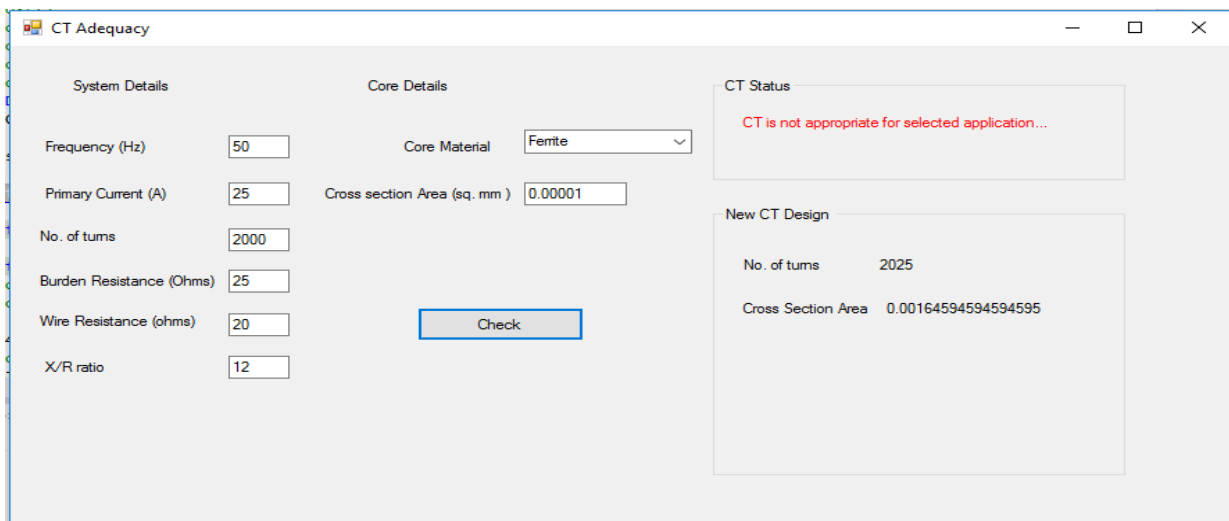 CT Adequacy
System Details
Core Details
Frequency (Hz) 50
Core Material Ferrite
Primary Current (A) 25
Cross section Area (sq. mm ) 0.00001
No. of turns 2000
Burden Resistance (Ohms) 25
Wire Resistance (ohms) 20
Check
X/R ratio 12
CT Status
CT is not appropriate for selected application...
New CT Design
No. of turns 2025
Cross Section Area 0.00164594594594595